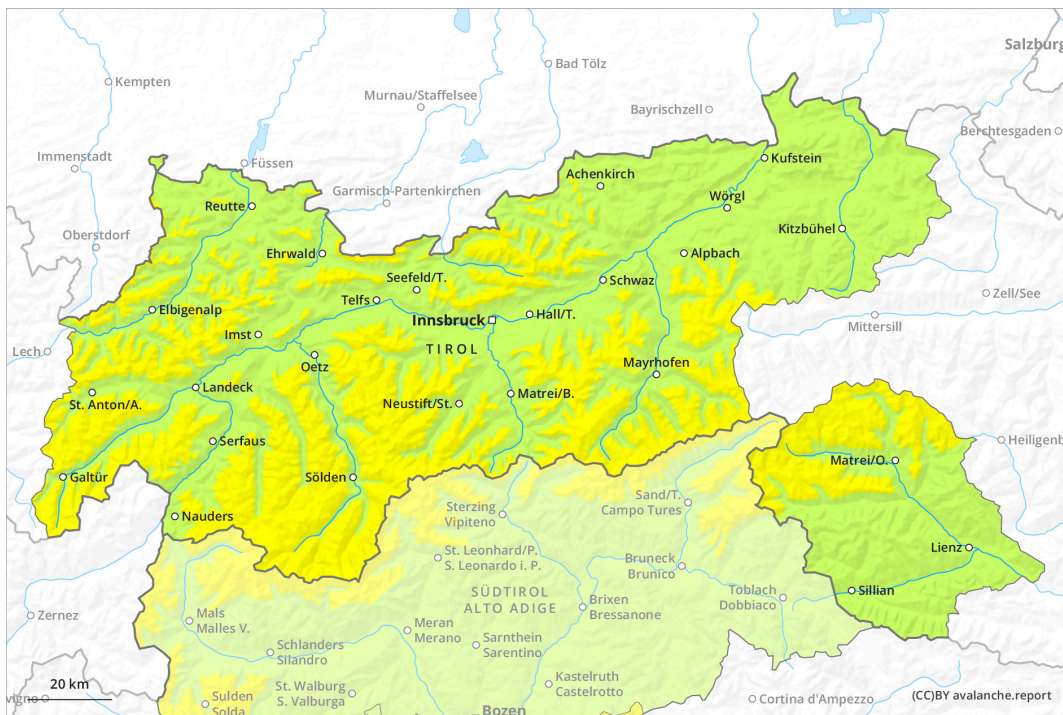 Salzburg
Kempten
Bad Tölz
Murnau/Staffelsee
Bayrischzell
Berchtesgaden
Immenstadt
Füssen
Kufstein
Achenkirch
Garmisch-Partenkirchen
Reutte
Wörgl
Oberstdorf
Kitzbühel
Ehrwald
Alpbach
Seefeld/T.
Schwaz
Zell/See
Telfs
Elbigenalp
Innsbruck
Hall/T.
Mittersill
Imst
Lech
TIROL
Oetz
Mayrhofen
Landeck
St. Anton/A.
Neustift/St.
Matrei/B.
Serfaus
Matrei/O.
Galtür
Sölden
Sand/T.
Campo Tures
Sterzing
Vipiteno
Nauders
Lienz
St. Leonhard/P.
S. Leonardo i. P.
Bruneck
Brunico
SÜDTIROL
ALTO ADIGE
Toblach
Dobbiaco
Sillian
Zernez
Mals
Malles V.
Brixen
Bressanone
Meran
Merano
Sarnthein
Sarentino
Schlanders
Silandro
20 km
St. Walburg
S. Valburga
Kastelruth
Castelrotto
Sulden
Solda
Cortina d'Ampezzo
(CC)BY avalanche.report
Bozen